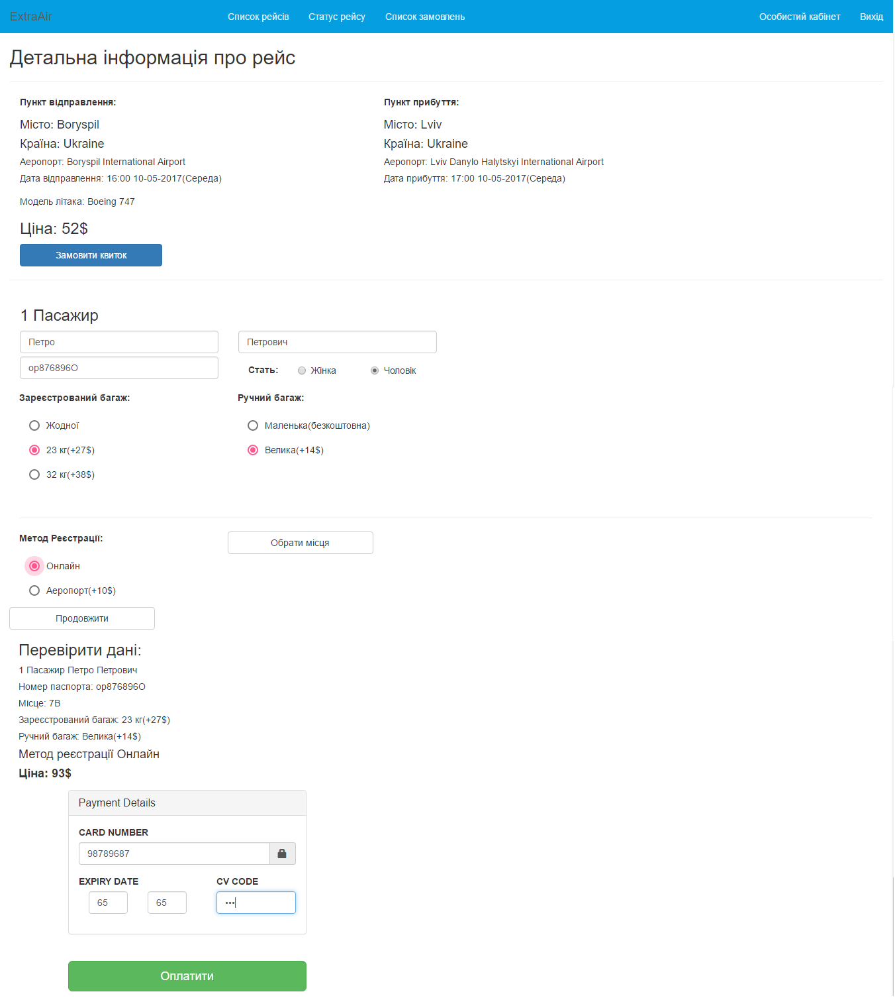 ExtraAir Список рейсів Статус рейсу Список замовлень Особистий кабінет Вихід
Детальна інформація про рейс
Пункт відправлення: Пункт прибуття:
Місто: Boryspil Місто: Lviv
Країна: Ukraine Країна: Ukraine
Аеропорт: Boryspil International Airport Аеропорт: Lviv Danylo Halytskyi International Airport
Дата відправлення: 16:00 10-05-2017(Середа) Дата прибуття: 17:00 10-05-2017(Середа)
Модель літака: Boeing 747
Ціна: 52$
Замовити квиток
1 Пасажир
Петро Петрович
ор876896О Стать: Жінка Чоловік
Зареєстрований багаж: Ручний багаж:
Жодної Маленька(безкоштовна)
23 кг(+27$) Велика(+14$)
32 кг(+38$)
Метод Реєстрації: Обрати місця
Онлайн
Аеропорт(+10$)
Продовжити
Перевірити дані:
1 Пасажир Петро Петрович
Номер паспорта: ор876896О
Місце: 7B
Зареєстрований багаж: 23 кг(+27$)
Ручний багаж: Велика(+14$)
Метод реєстрації Онлайн
Ціна: 93$
Payment Details
CARD NUMBER
98789687
EXPIRY DATE CV CODE
65 65 •••
Оплатити